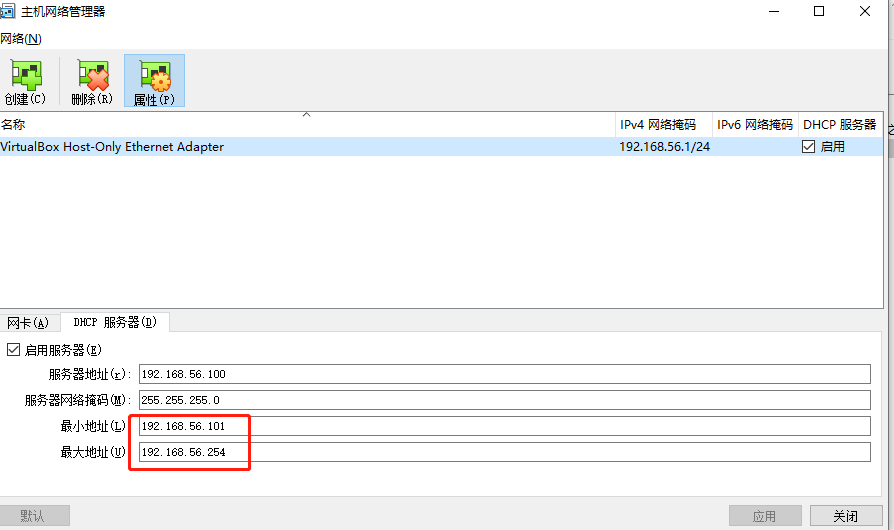 主机网络管理器
网络(N)
创建(C) 删除(R) 属性(P)
名称 IPv4 网络掩码 IPv6 网络掩码 DHCP 服务器
VirtualBox Host-Only Ethernet Adapter 192.168.56.1/24 启用
网卡(A) DHCP 服务器(D)
启用服务器(E)
服务器地址(r): 192.168.56.100
服务器网络掩码(M): 255.255.255.0
最小地址(L) 192.168.56.101
最大地址(U) 192.168.56.254
默认 应用 关闭